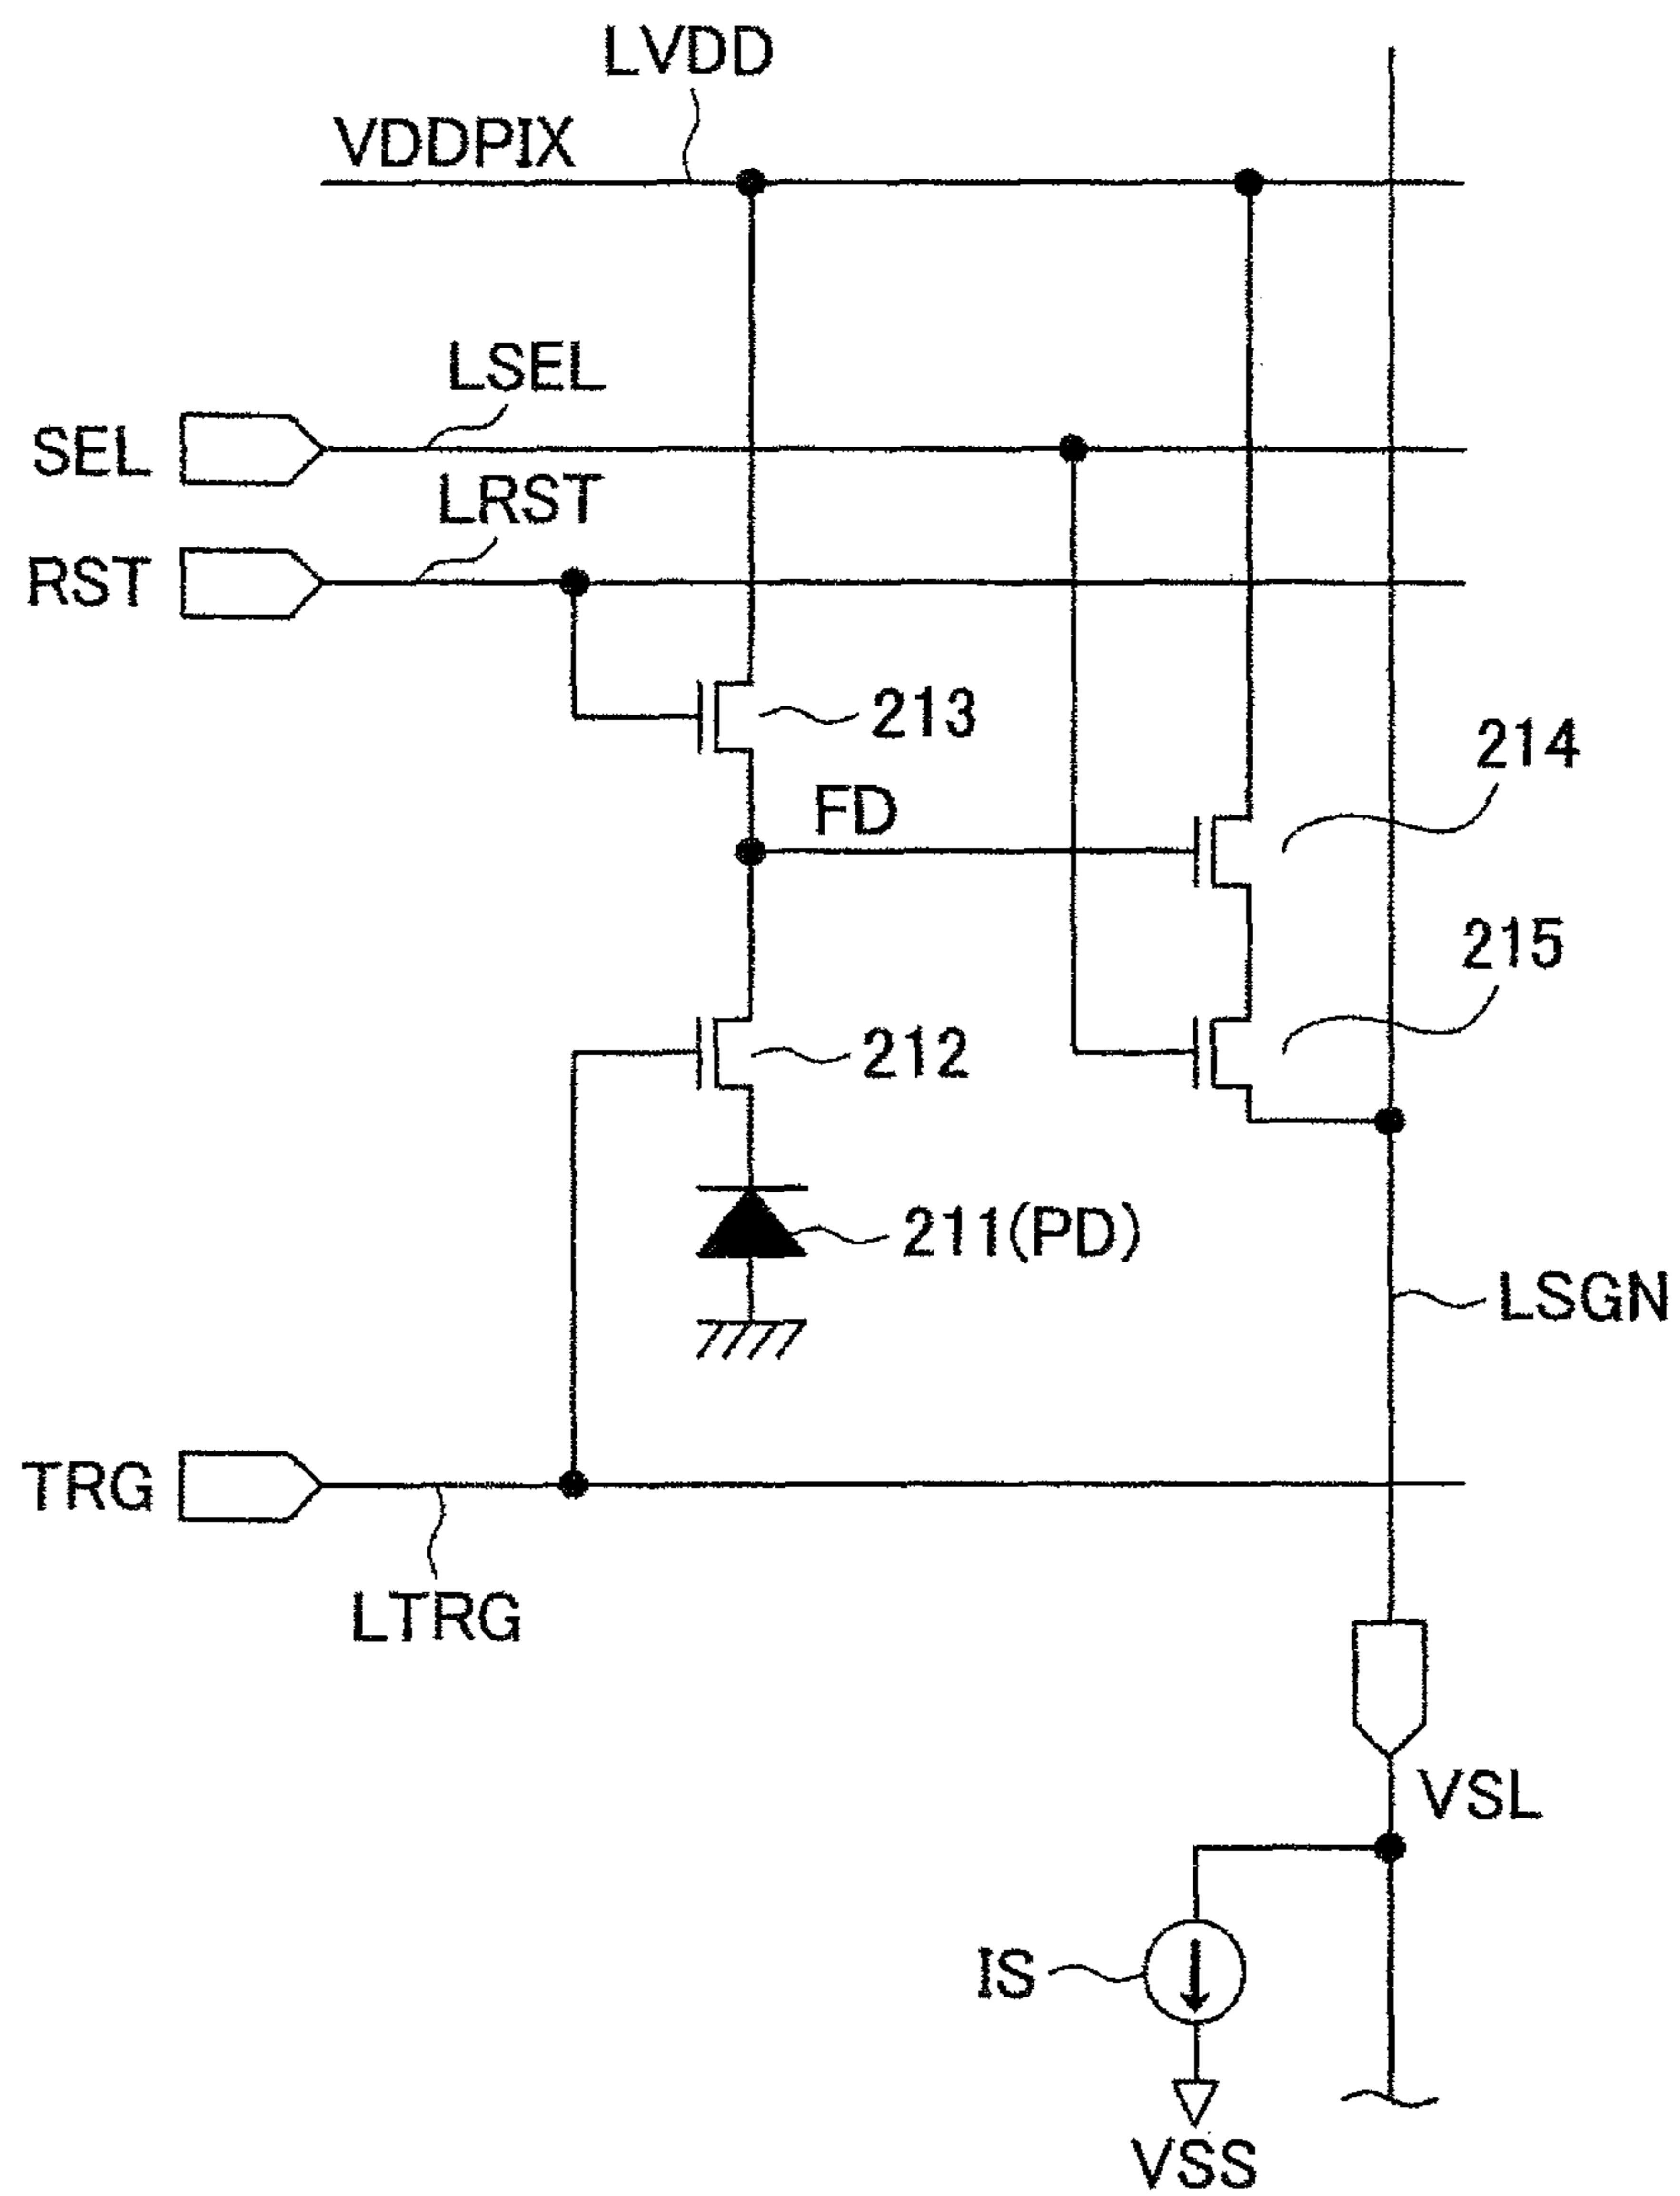 LVDD
VDDPIX
LSEL
SEL
LRST
RST
213
214
FD
215
212
211(PD)
LSGN
TRG
LTRG
VSL
IS
VSS